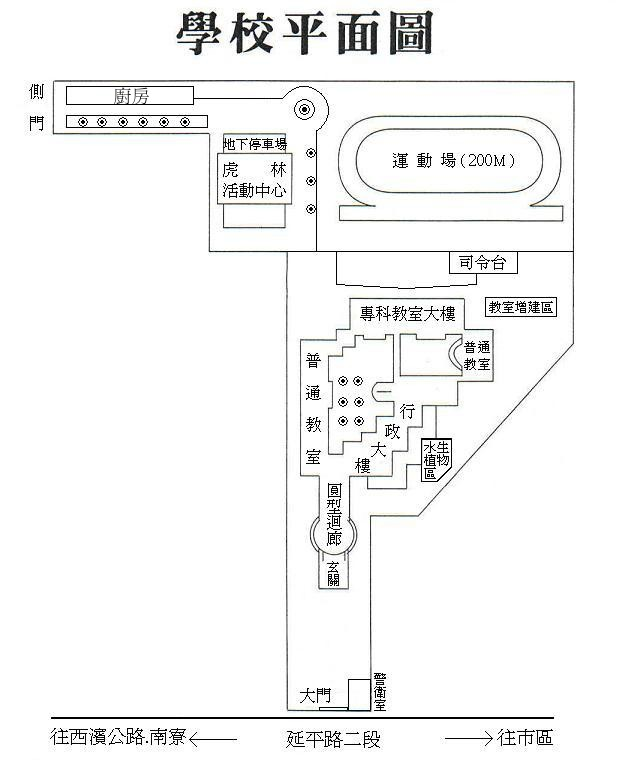 學校平面圖
側門
廚房
地下停車場
虎林
活動中心
運動場(200M)
司令台
教室增建區
專科教室大樓
普通
教室
普通教室
行政大樓
水生
植物
區
圓型迴廊
玄關
大門
警衛室
往西濱公路.南寮
延平路二段
往市區